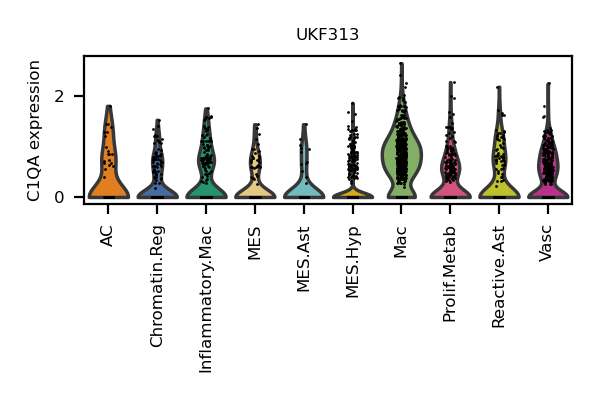 UKF313
C1QA expression
2
0
AC
Chromatin.Reg
Inflammatory.Mac
MES
MES.Ast
MES.Hyp
Mac
Prolif.Metab
Reactive.Ast
Vasc